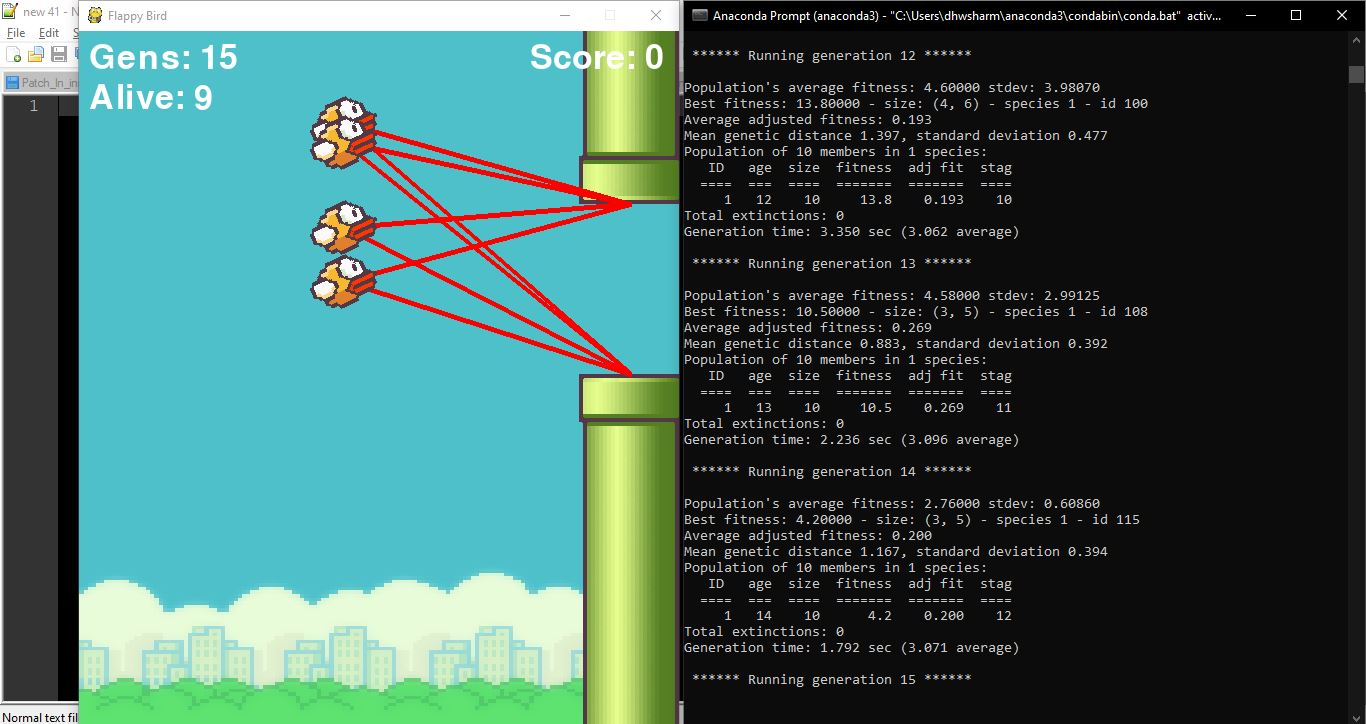 new 41 - N
File Edit S
Patch_In_in
1
Normal text fil
Flappy Bird
Gens: 15
Score: 0
Alive: 9
Anaconda Prompt (anaconda3) - "C:\Users\dhwsharm\anaconda3\condabin\conda.bat" activ...
****** Running generation 12 ******
Population's average fitness: 4.60000 stdev: 3.98070
Best fitness: 13.80000 - size: (4, 6) - species 1 - id 100
Average adjusted fitness: 0.193
Mean genetic distance 1.397, standard deviation 0.477
Population of 10 members in 1 species:
ID age size fitness adj fit stag
==== === ==== ======= ======= ====
1 12 10 13.8 0.193 10
Total extinctions: 0
Generation time: 3.350 sec (3.062 average)
****** Running generation 13 ******
Population's average fitness: 4.58000 stdev: 2.99125
Best fitness: 10.50000 - size: (3, 5) - species 1 - id 108
Average adjusted fitness: 0.269
Mean genetic distance 0.883, standard deviation 0.392
Population of 10 members in 1 species:
ID age size fitness adj fit stag
==== === ==== ======= ======= ====
1 13 10 10.5 0.269 11
Total extinctions: 0
Generation time: 2.236 sec (3.096 average)
****** Running generation 14 ******
Population's average fitness: 2.76000 stdev: 0.60860
Best fitness: 4.20000 - size: (3, 5) - species 1 - id 115
Average adjusted fitness: 0.200
Mean genetic distance 1.167, standard deviation 0.394
Population of 10 members in 1 species:
ID age size fitness adj fit stag
==== === ==== ======= ======= ====
1 14 10 4.2 0.200 12
Total extinctions: 0
Generation time: 1.792 sec (3.071 average)
****** Running generation 15 ******